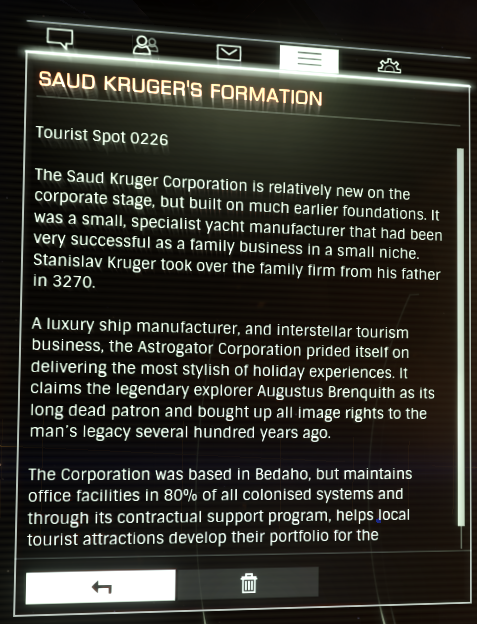 SAUD KRUGER'S FORMATION
Tourist Spot 0226
The Saud Kruger Corporation is relatively new on the
corporate stage, but built on much earlier foundations. It
was a small, specialist yacht manufacturer that had been
very successful as a family business in a small niche.
Stanislav Kruger took over the family firm from his father
in 3270.
A luxury ship manufacturer, and interstellar tourism
business, the Astrogator Corporation prided itself on
delivering the most stylish of holiday experiences. It
claims the legendary explorer Augustus Brenquith as its
long dead patron and bought up all image rights to the
man's legacy several hundred years ago.
The Corporation was based in Bedaho, but maintains
office facilities in 80% of all colonised systems and
through its contractual support program, helps local
tourist attractions develop their portfolio for the